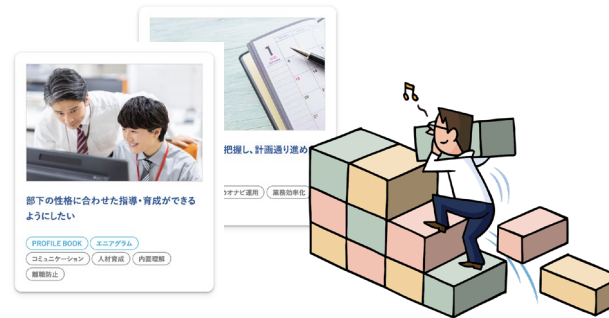 部下の性格に合わせた指導・育成ができる
ようにしたい
PROFILE BOOK エニアグラム
コミュニケーション 人材育成 内面理解
離職防止
把握し、計画通り進め
オナビ運用 業務効率化
1